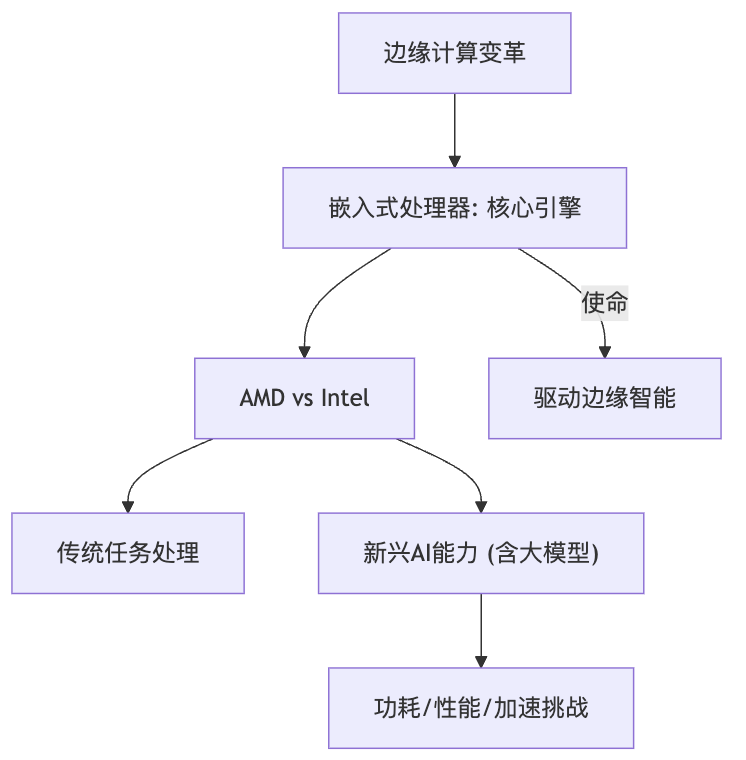 边缘计算变革
嵌入式处理器: 核心引擎
使命
AMD vs Intel
驱动边缘智能
传统任务处理
新兴AI能力 (含大模型)
功耗/性能/加速挑战